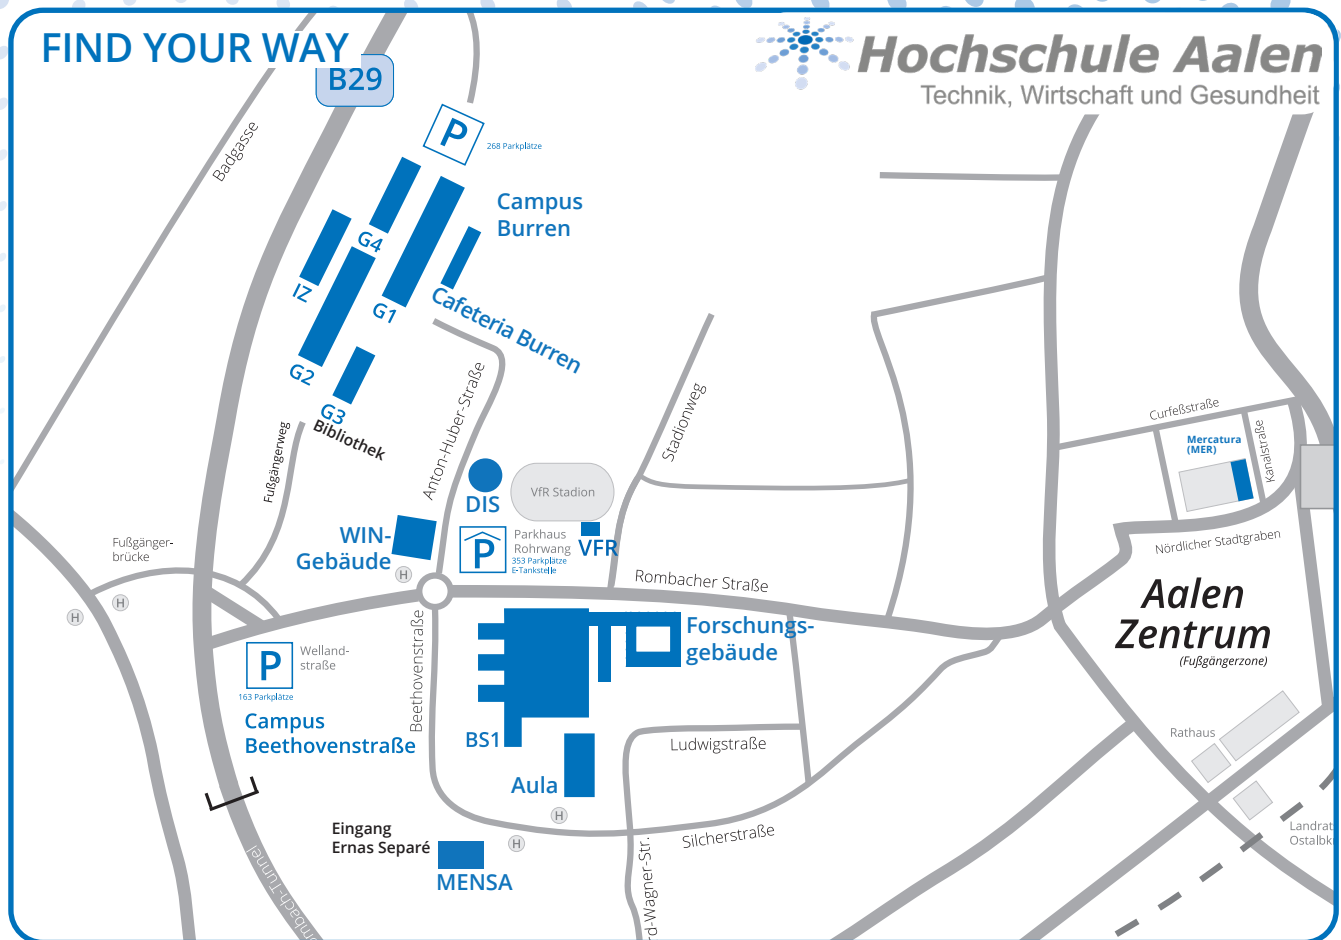 FIND YOUR WAY
B29
Hochschule Aalen
Technik, Wirtschaft und Gesundheit
Badgasse
P
268 Parkplätze
Campus
Burren
G4
IZ
G1
Cafeteria Burren
G2
G3
Bibliothek
Fußgängerweg
Anton-Huber-Straße
Stadionweg
Curfeßstraße
Mercatura
(MER)
Kanalstraße
DIS
VfR Stadion
WIN-
Gebäude
H
P
Parkhaus
Rohrwang
353 Parkplätze
E-Tankstelle
VFR
Fußgänger-
brücke
H
H
Nördlicher Stadtgraben
Rombacher Straße
Aalen
Zentrum
(Fußgängerzone)
Forschungs-
gebäude
P
Welland-
straße
163 Parkplätze
Beethovenstraße
Campus
Beethovenstraße
BS1
Ludwigstraße
Rathaus
Aula
H
H
Silcherstraße
Eingang
Ernas Separé
MENSA